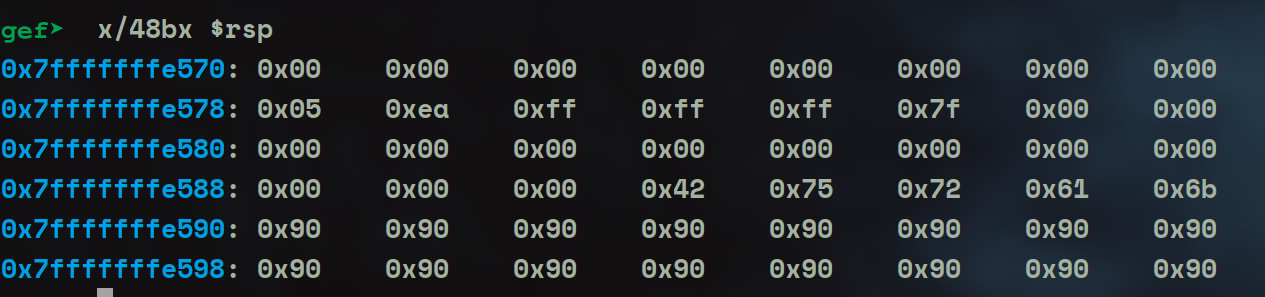 gef➤  x/48bx $rsp
0x7fffffffe570: 0x00 0x00 0x00 0x00 0x00 0x00 0x00 0x00
0x7fffffffe578: 0x05 0xea 0xff 0xff 0xff 0x7f 0x00 0x00
0x7fffffffe580: 0x00 0x00 0x00 0x00 0x00 0x00 0x00 0x00
0x7fffffffe588: 0x00 0x00 0x00 0x42 0x75 0x72 0x61 0x6b
0x7fffffffe590: 0x90 0x90 0x90 0x90 0x90 0x90 0x90 0x90
0x7fffffffe598: 0x90 0x90 0x90 0x90 0x90 0x90 0x90 0x90